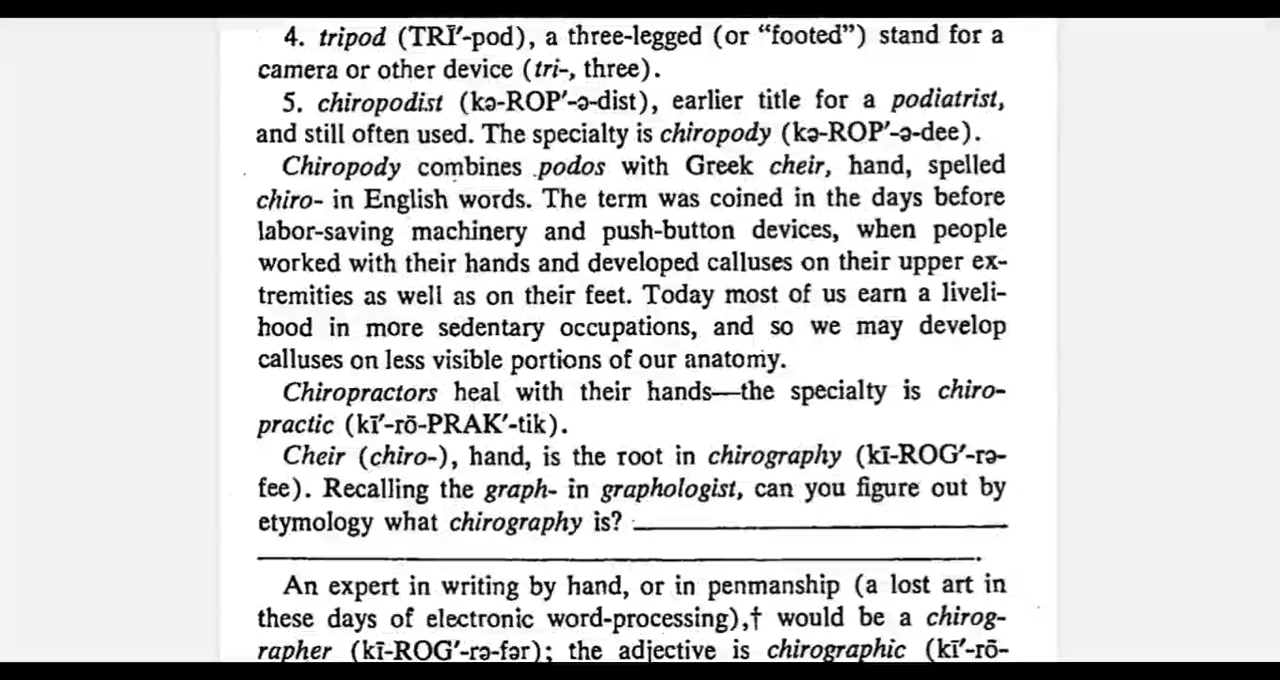 4. tripod (TRĪ′-pod), a three-legged (or “footed”) stand for a
camera or other device (tri-, three).
5. chiropodist (kə-ROP′-ə-dist), earlier title for a podiatrist,
and still often used. The specialty is chiropody (kə-ROP′-ə-dee).
Chiropody combines podos with Greek cheir, hand, spelled
chiro- in English words. The term was coined in the days before
labor-saving machinery and push-button devices, when people
worked with their hands and developed calluses on their upper ex-
tremities as well as on their feet. Today most of us earn a liveli-
hood in more sedentary occupations, and so we may develop
calluses on less visible portions of our anatomy.
Chiropractors heal with their hands—the specialty is chiro-
practic (kī′-rō-PRAK′-tik).
Cheir (chiro-), hand, is the root in chirography (kī-ROG′-rə-
fee). Recalling the graph- in graphologist, can you figure out by
etymology what chirography is?
An expert in writing by hand, or in penmanship (a lost art in
these days of electronic word-processing),† would be a chirog-
rapher (kī-ROG′-rə-fər); the adjective is chirographic (kī′-rō-